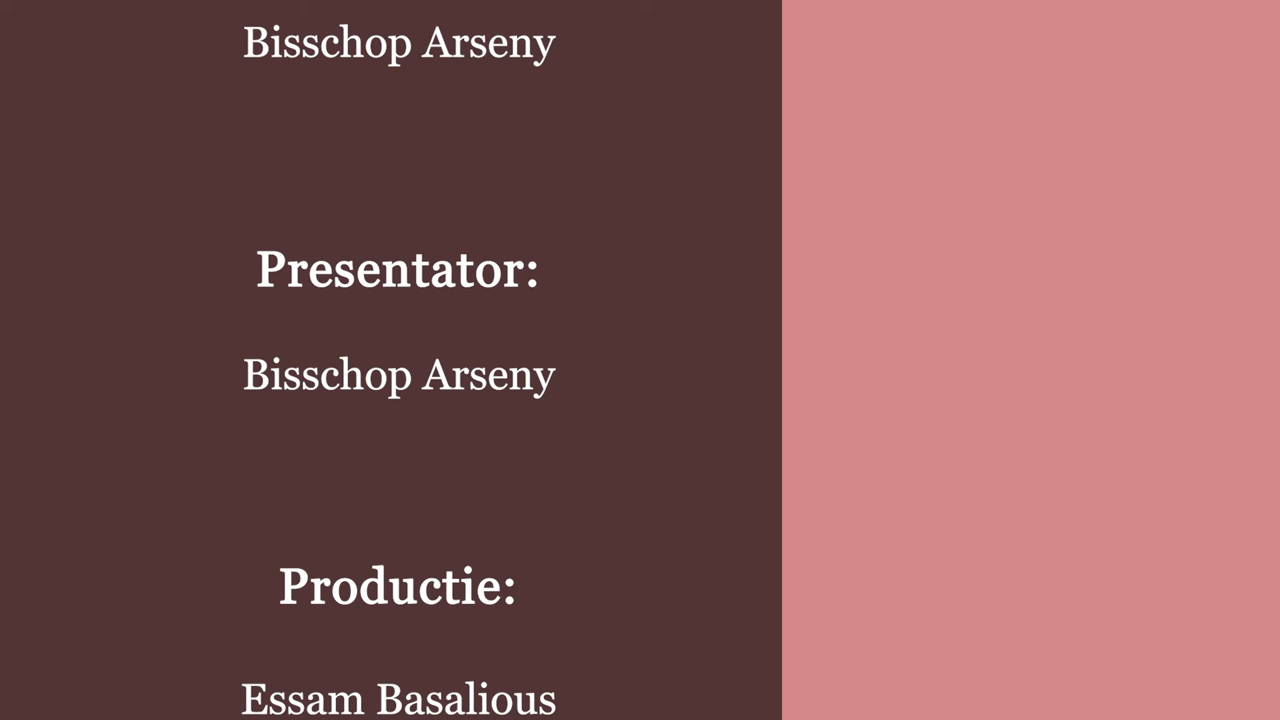 Bisschop Arseny
Presentator:
Bisschop Arseny
Productie:
Essam Basalious